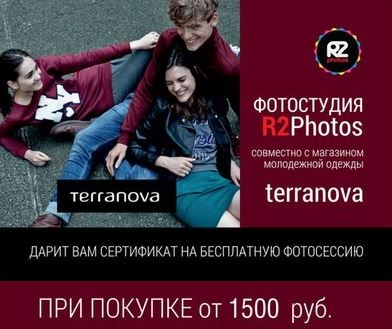 R2
photos
ФОТОСТУДИЯ
R2Photos
совместно с магазином
молодежной одежды
terranova
N
terranova
ДАРИТ ВАМ СЕРТИФИКАТ НА БЕСПЛАТНУЮ ФОТОСЕССИЮ
ПРИ ПОКУПКЕ от 1500 руб.